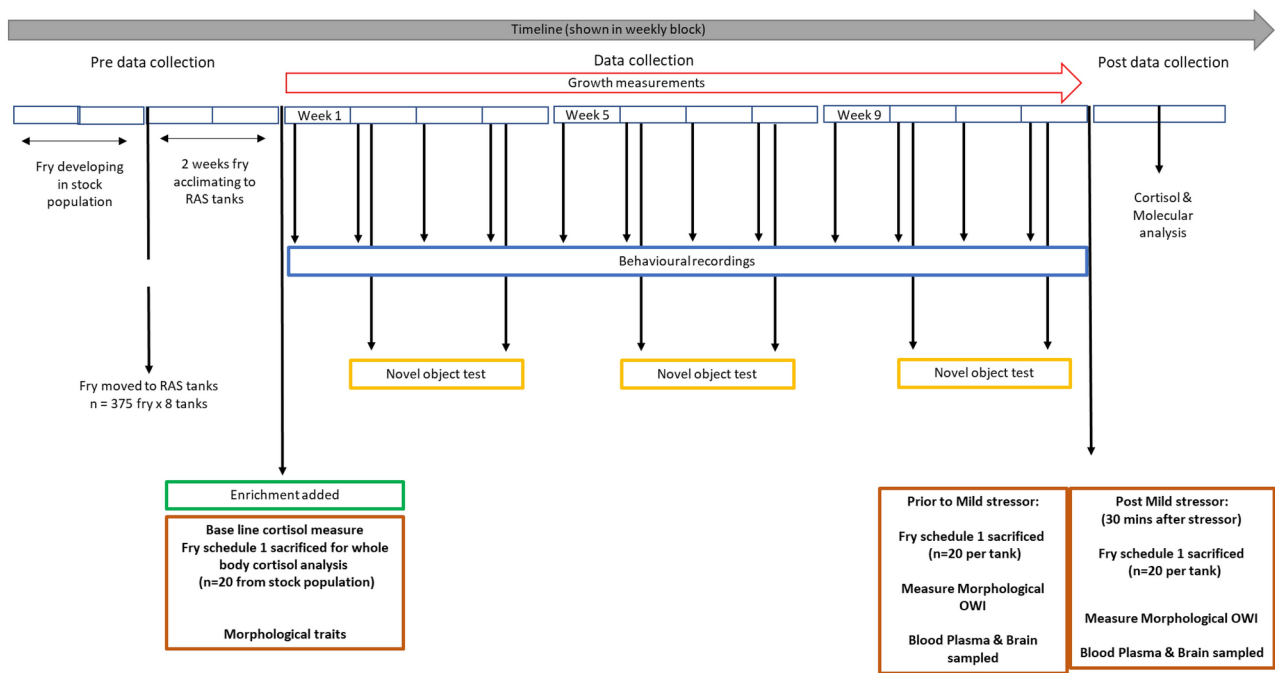 Timeline (shown in weekly block)
Pre data collection
Data collection
Post data collection
Growth measurements
Week 1
Week 5
Week 9
Fry developing
in stock
population
2 weeks fry
acclimating to
RAS tanks
Cortisol &
Molecular
analysis
Behavioural recordings
Novel object test
Novel object test
Novel object test
Fry moved to RAS tanks
n = 375 fry x 8 tanks
Enrichment added
Base line cortisol measure
Fry schedule 1 sacrificed for whole
body cortisol analysis
(n=20 from stock population)
Morphological traits
Prior to Mild stressor:
Fry schedule 1 sacrificed
(n=20 per tank)
Measure Morphological
OWI
Blood Plasma & Brain
sampled
Post Mild stressor:
(30 mins after stressor)
Fry schedule 1 sacrificed
(n=20 per tank)
Measure Morphological OWI
Blood Plasma & Brain sampled